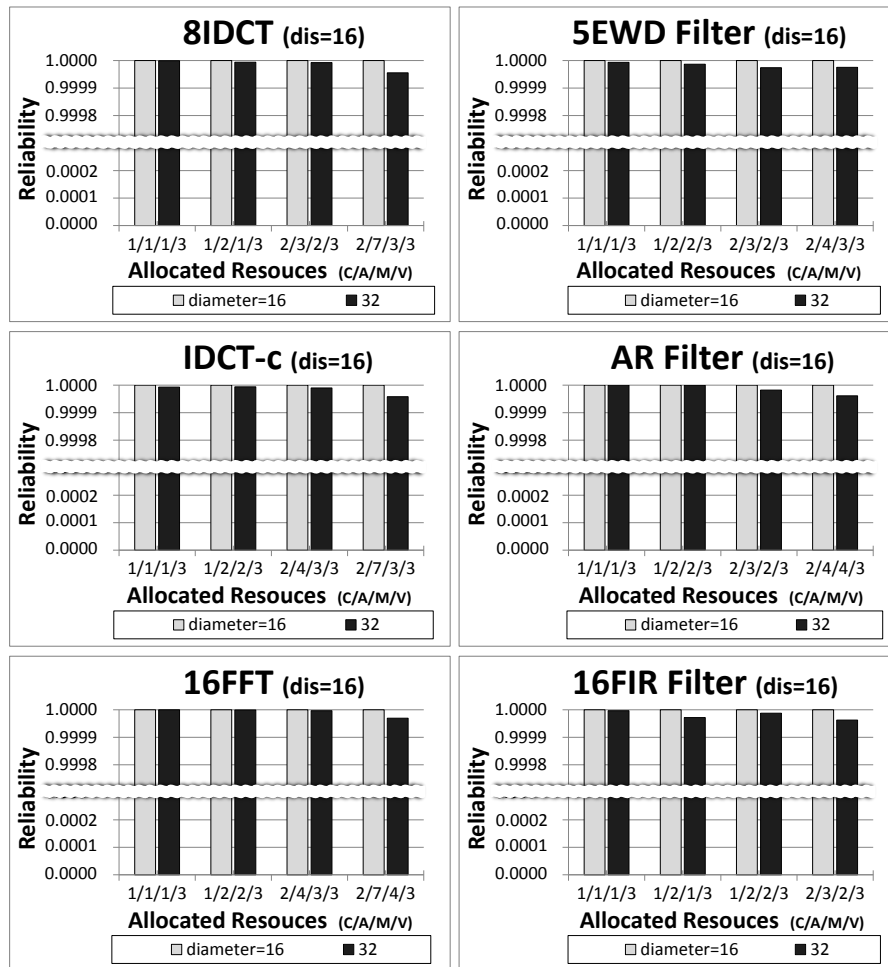 8IDCT (dis=16)
1.0000
0.9999
0.9998
0.0002
0.0001
0.0000
Reliability
1/1/1/3 1/2/1/3 2/3/2/3 2/7/3/3
Allocated Resouces (C/A/M/V)
diameter=16 32
5EWD Filter (dis=16)
1.0000
0.9999
0.9998
0.0002
0.0001
0.0000
Reliability
1/1/1/3 1/2/2/3 2/3/2/3 2/4/3/3
Allocated Resouces (C/A/M/V)
diameter=16 32
IDCT-c (dis=16)
1.0000
0.9999
0.9998
0.0002
0.0001
0.0000
Reliability
1/1/1/3 1/2/2/3 2/4/3/3 2/7/3/3
Allocated Resouces (C/A/M/V)
diameter=16 32
AR Filter (dis=16)
1.0000
0.9999
0.9998
0.0002
0.0001
0.0000
Reliability
1/1/1/3 1/2/2/3 2/3/2/3 2/4/4/3
Allocated Resouces (C/A/M/V)
diameter=16 32
16FFT (dis=16)
1.0000
0.9999
0.9998
0.0002
0.0001
0.0000
Reliability
1/1/1/3 1/2/2/3 2/4/3/3 2/7/4/3
Allocated Resouces (C/A/M/V)
diameter=16 32
16FIR Filter (dis=16)
1.0000
0.9999
0.9998
0.0002
0.0001
0.0000
Reliability
1/1/1/3 1/2/1/3 1/2/2/3 2/3/2/3
Allocated Resouces (C/A/M/V)
diameter=16 32